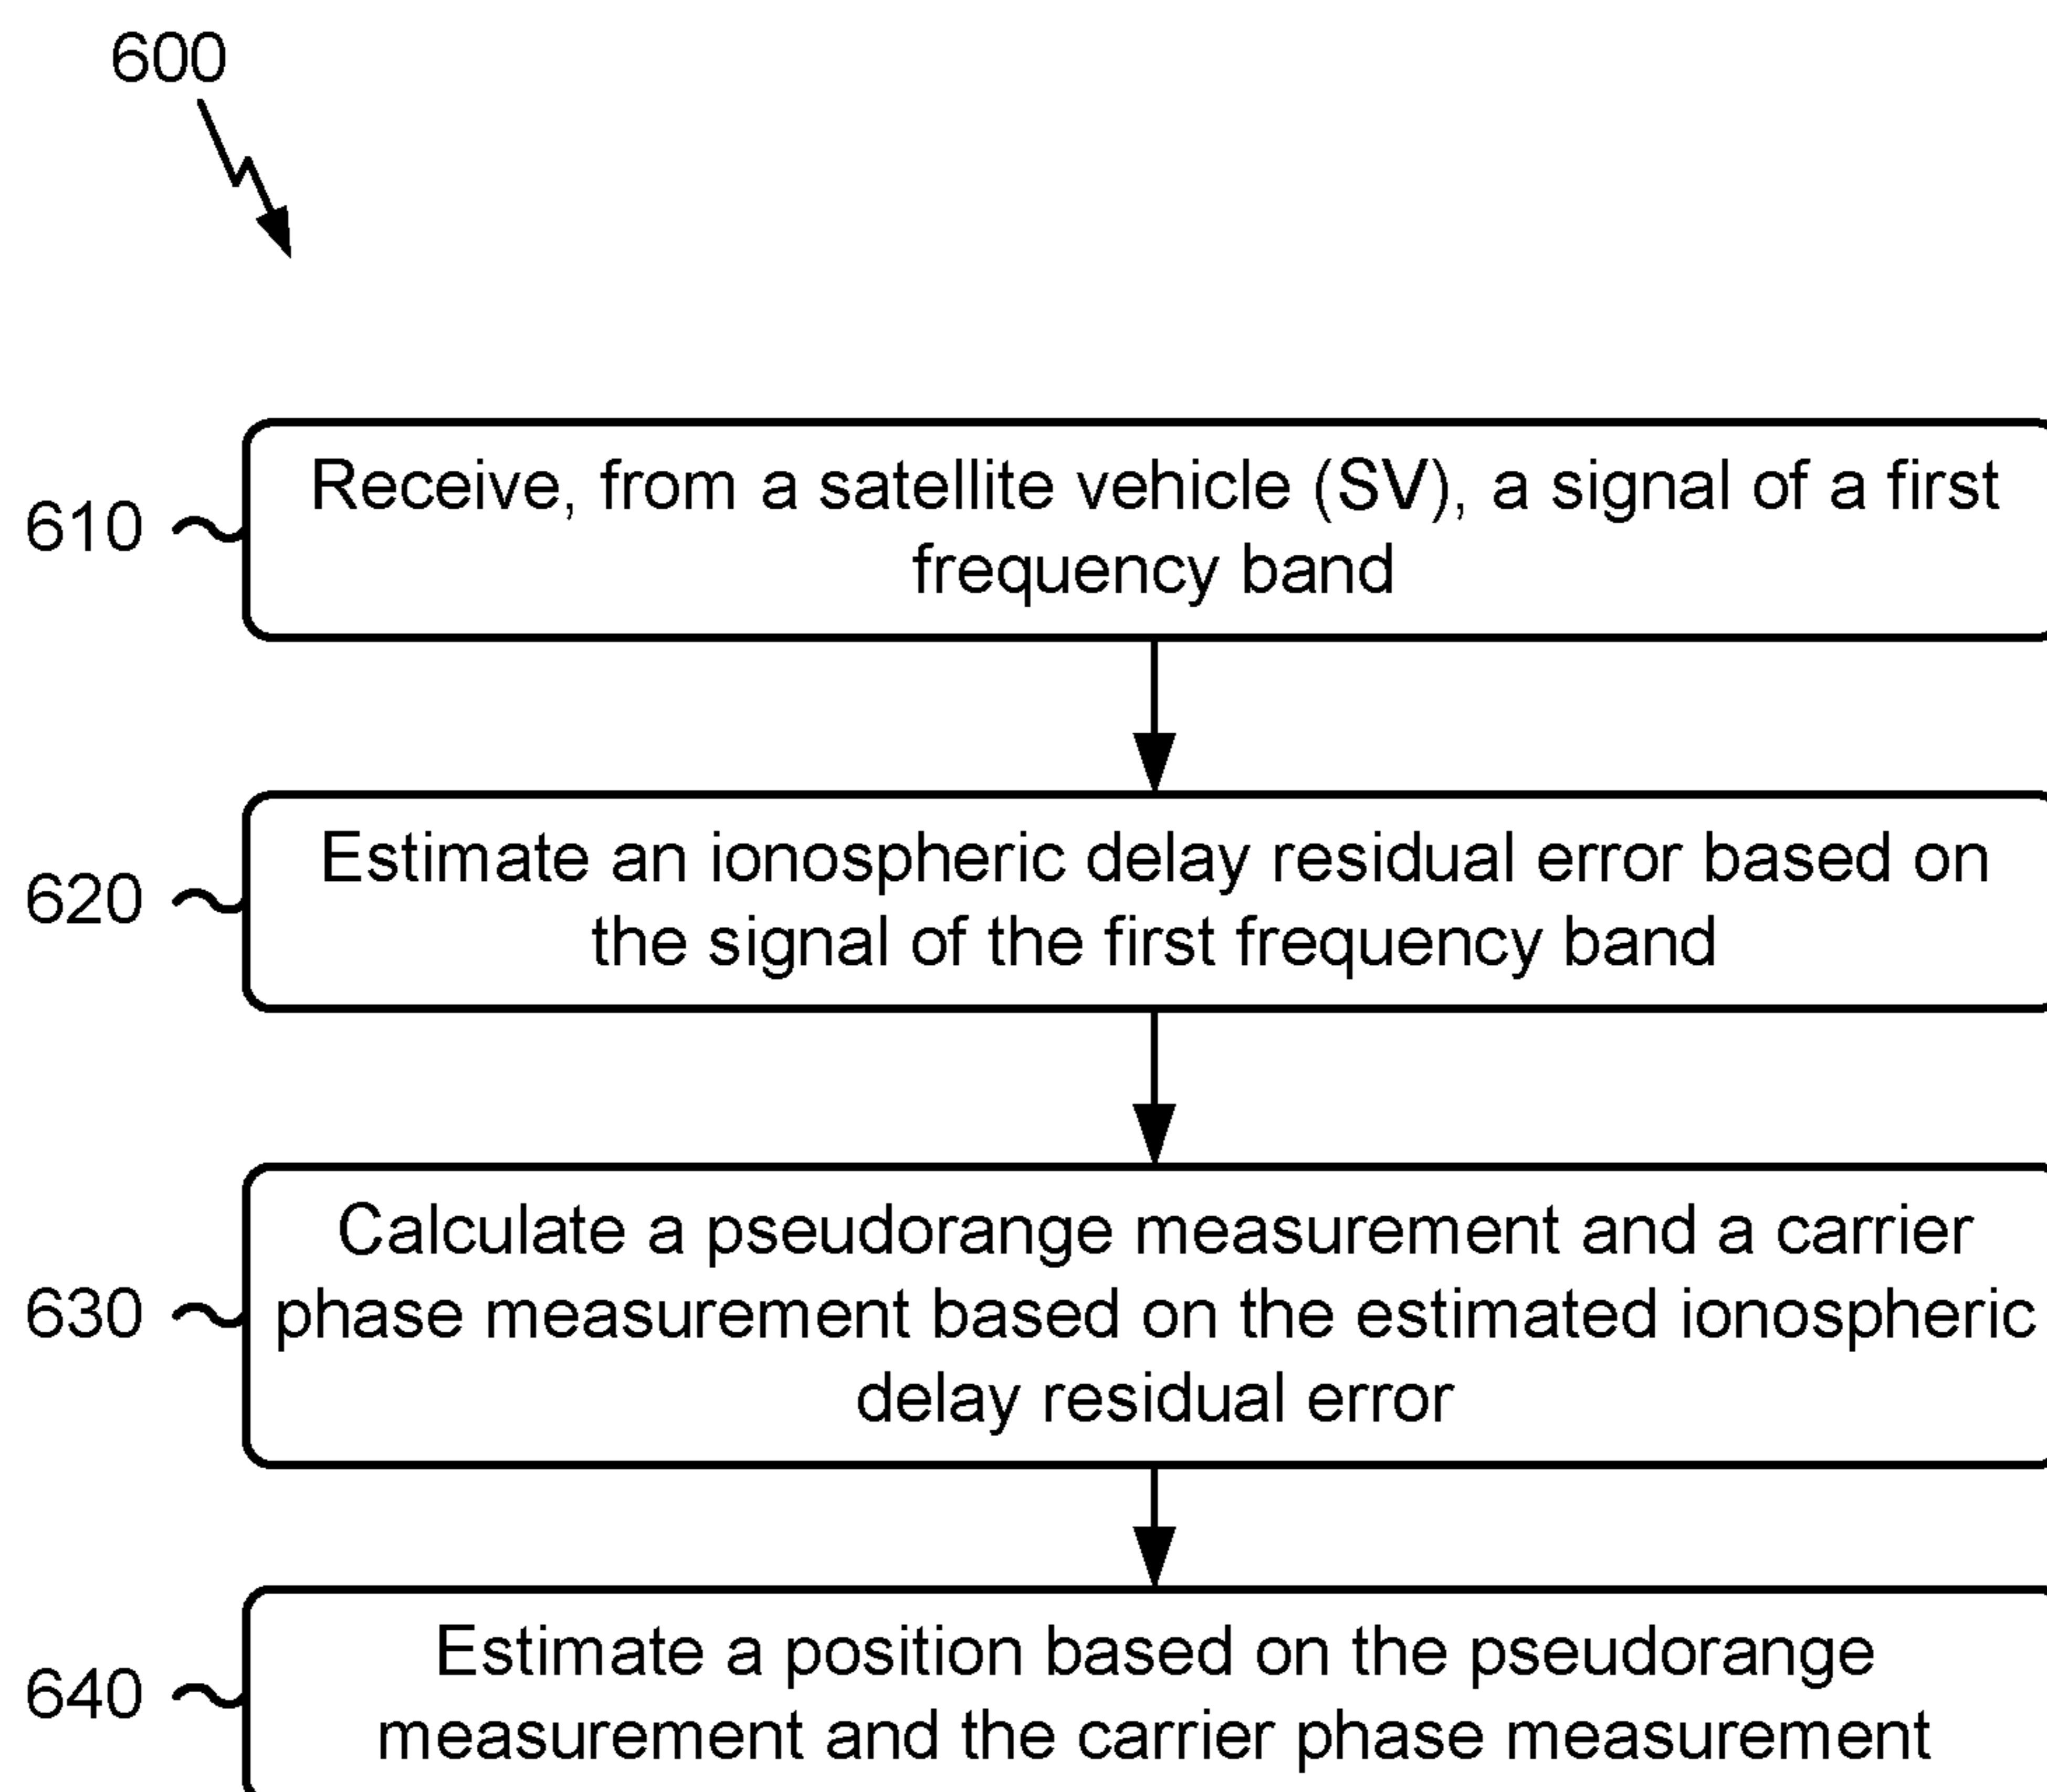 600
610
Receive, from a satellite vehicle (SV), a signal of a first
frequency band
620
Estimate an ionospheric delay residual error based on
the signal of the first frequency band
630
Calculate a pseudorange measurement and a carrier
phase measurement based on the estimated ionospheric
delay residual error
640
Estimate a position based on the pseudorange
measurement and the carrier phase measurement